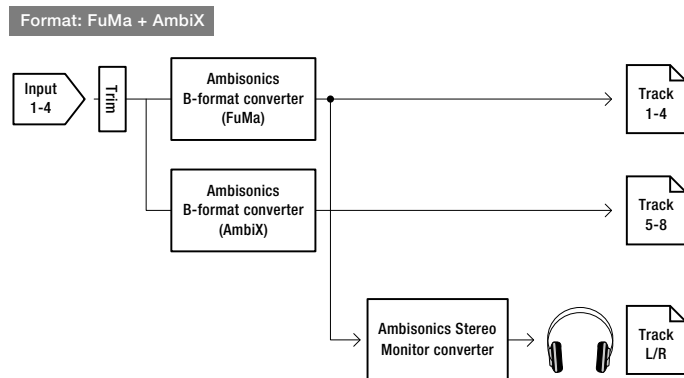 Format: FuMa + AmbiX
Input
1-4
Trim
Ambisonics
B-format converter
(FuMa)
Track
1-4
Ambisonics
B-format converter
(AmbiX)
Track
5-8
Ambisonics Stereo
Monitor converter
Track
L/R